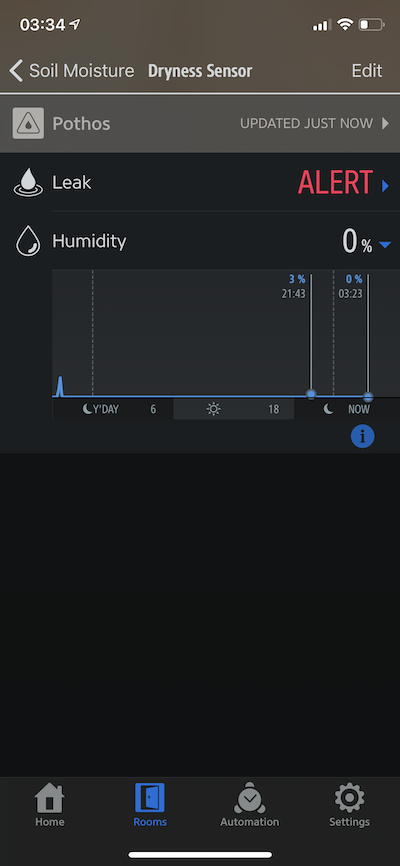 03:34
Soil Moisture Dryness Sensor Edit
Pothos UPDATED JUST NOW
Leak ALERT
Humidity 0 %
3 % 0 %
21:43 03:23
Y'DAY 6 18 NOW
i
Home Rooms Automation Settings